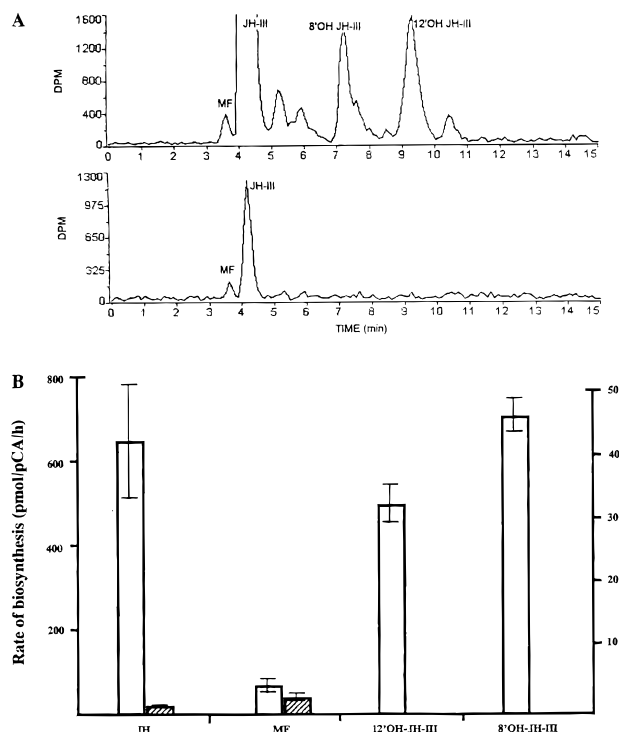 A
1600
1200
800
400
0
DPM
JH-III
8'OH JH-III
12'OH JH-III
MF
0 1 2 3 4 5 6 7 8 9 10 11 12 13 14 15
1300
975
650
325
0
DPM
JH-III
MF
0 1 2 3 4 5 6 7 8 9 10 11 12 13 14 15
TIME (min)
B
Rate of biosynthesis (pmol/pCA/h)
800
600
400
200
50
40
30
20
10
JH
MF
12'OH-JH-III
8'OH-JH-III